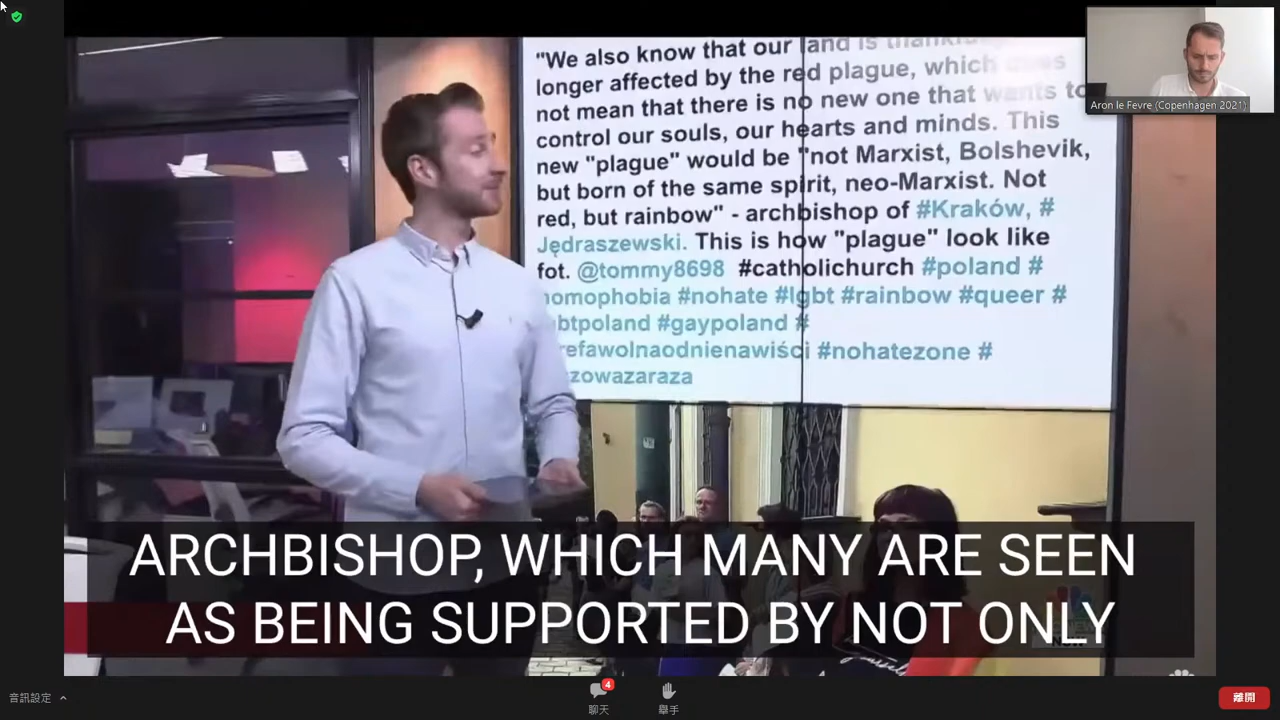 "We also know that our land is
longer affected by the red plague, which does
not mean that there is no new one that wants to
control our souls, our hearts and minds. This
new "plague" would be "not Marxist, Bolshevik,
but born of the same spirit, neo-Marxist. Not
red, but rainbow" - archbishop of #Kraków, #
Jędraszewski. This is how "plague" look like
fot. @tommy8698 #catholichurch #poland #
homophobia #nohate #lgbt #rainbow #queer #
#gaypoland #
#nohatezone #
Aron le Fevre (Copenhagen 2021)
ARCHBISHOP, WHICH MANY ARE SEEN
AS BEING SUPPORTED BY NOT ONLY
音訊設定
4
聊天
舉手
離開